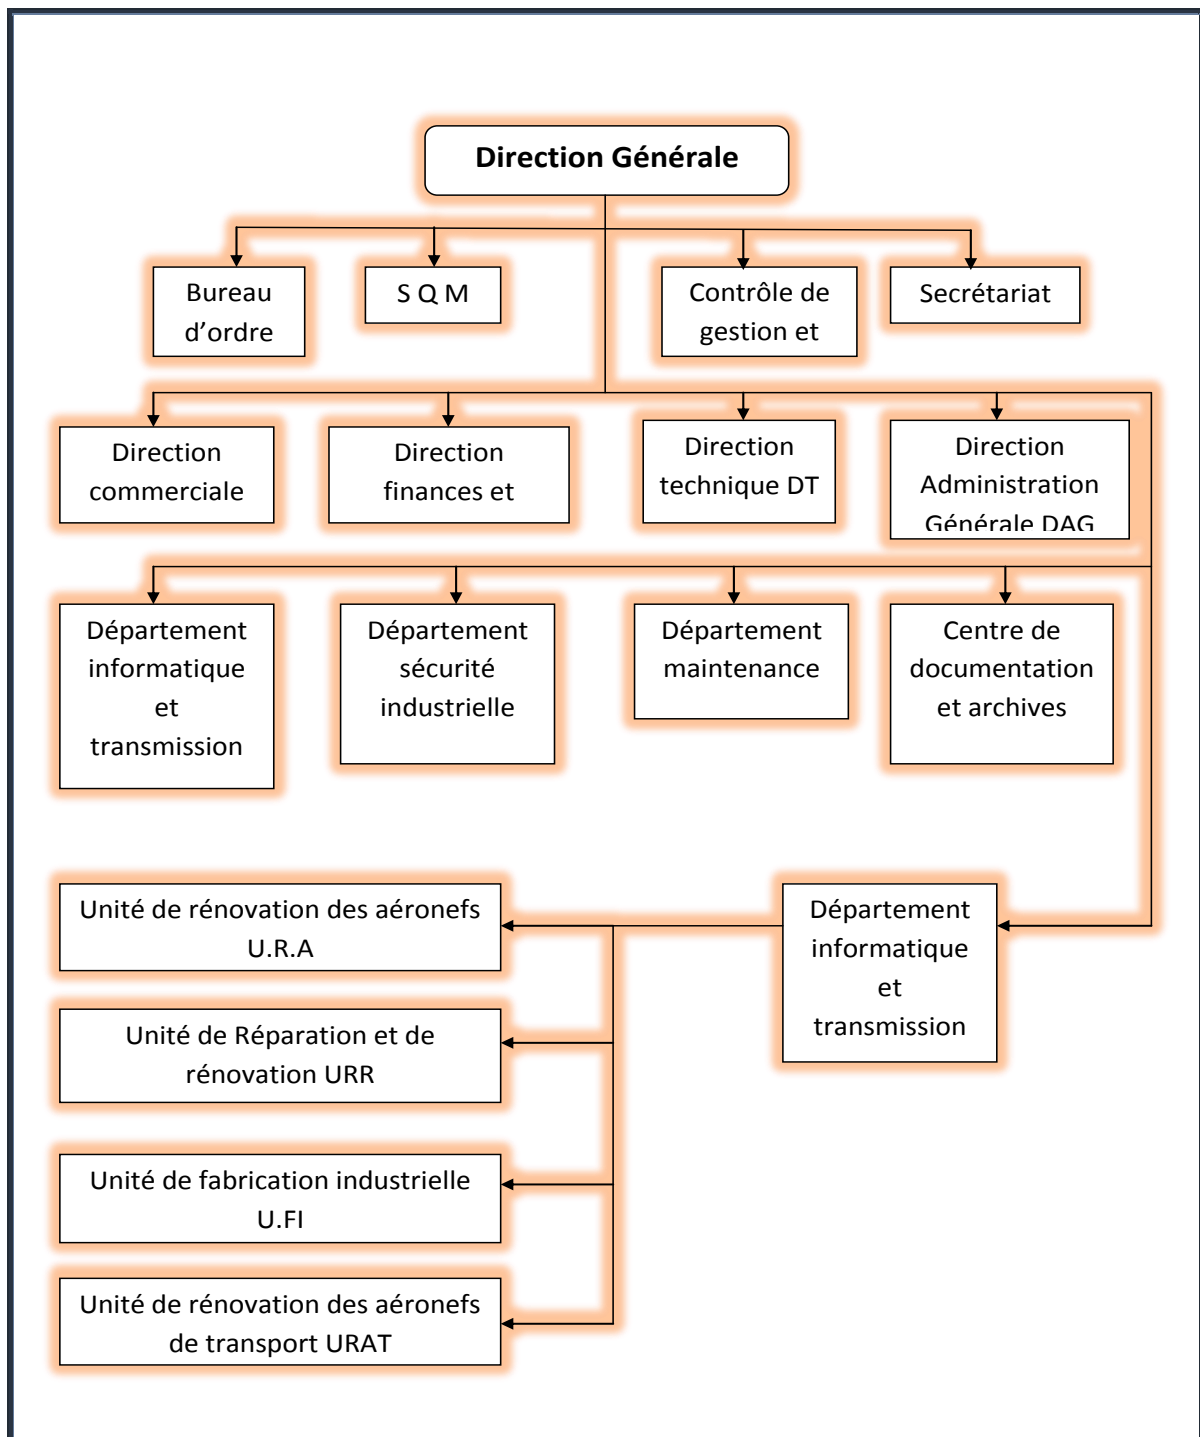 Direction Générale
Bureau
d’ordre
S Q M
Contrôle de
gestion et
Secrétariat
Direction
commerciale
Direction
finances et
Direction
technique DT
Direction
Administration
Générale DAG
Département
informatique
et
transmission
Département
sécurité
industrielle
Département
maintenance
Centre de
documentation
et archives
Unité de rénovation des aéronefs
U.R.A
Département
informatique
et
transmission
Unité de Réparation et de
rénovation URR
Unité de fabrication industrielle
U.FI
Unité de rénovation des aéronefs
de transport URAT